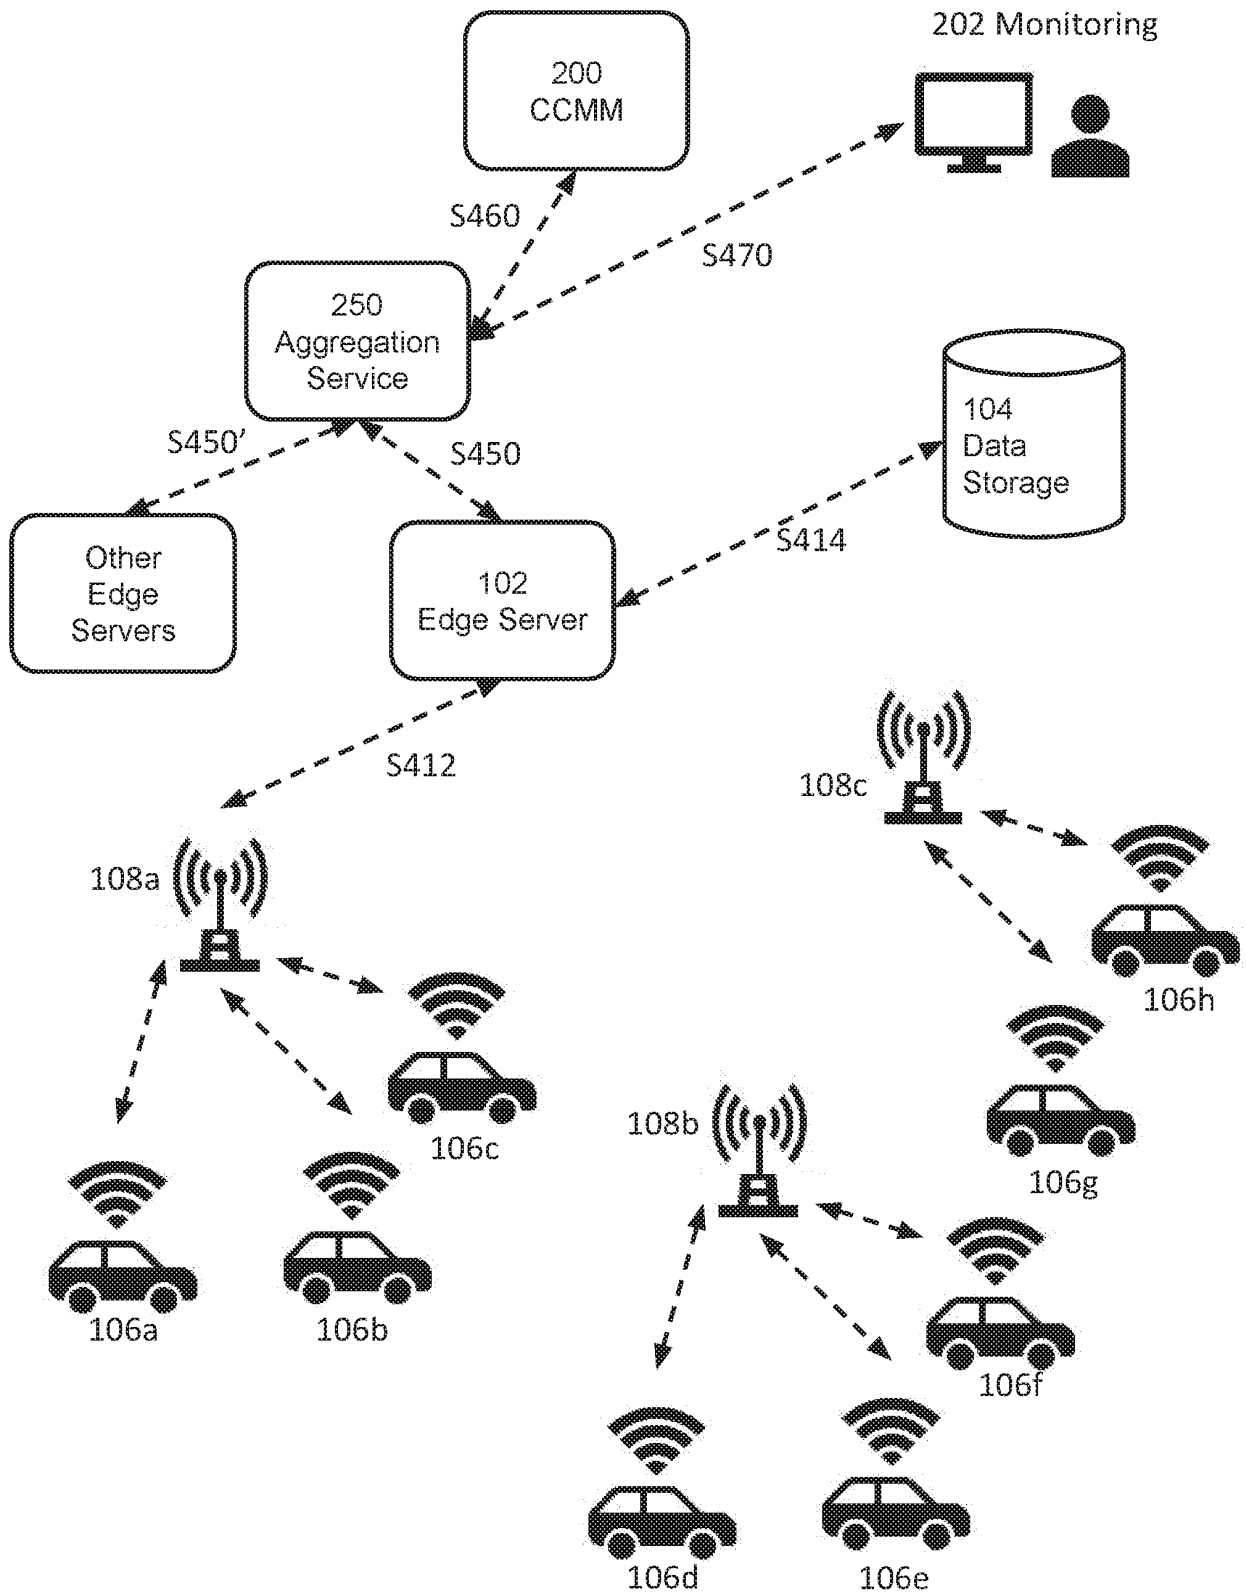 202 Monitoring
200
CCMM
S460
S470
250
Aggregation
Service
104
Data
Storage
S450’
S450
S414
Other
Edge
Servers
102
Edge Server
S412
108c
108a
106h
106c
108b
106g
106a
106b
106f
106d
106e